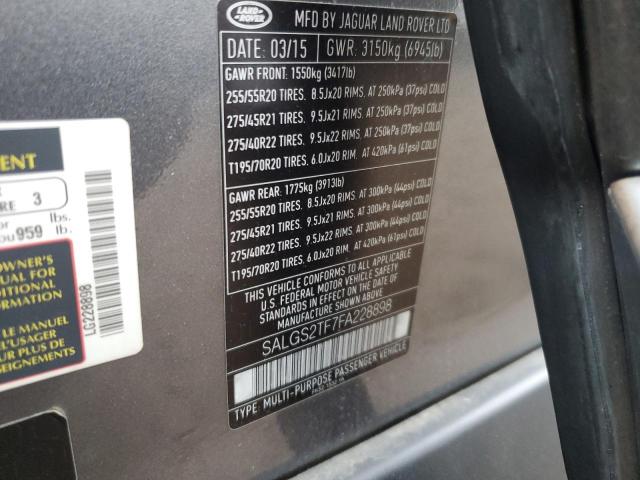 LAND ROVER
MFD BY JAGUAR LAND ROVER LTD
DATE: 03/15 GWR: 3150kg (6945lb)
GAWR FRONT: 1550kg (3417lb)
255/55R20 TIRES. 8.5Jx20 RIMS. AT 250kPa (37psi) COLD
275/45R21 TIRES. 9.5Jx21 RIMS. AT 250kPa (37psi) COLD
275/40R22 TIRES. 9.5Jx22 RIMS. AT 250kPa (37psi) COLD
T195/70R20 TIRES. 6.0Jx20 RIM. AT 420kPa (61psi) COLD
GAWR REAR: 1775kg (3913lb)
255/55R20 TIRES. 8.5Jx20 RIMS. AT 300kPa (44psi) COLD
275/45R21 TIRES. 9.5Jx21 RIMS. AT 300kPa (44psi) COLD
275/40R22 TIRES. 9.5Jx22 RIMS. AT 300kPa (44psi) COLD
T195/70R20 TIRES. 6.0Jx20 RIM. AT 420kPa (61psi) COLD
THIS VEHICLE CONFORMS TO ALL APPLICABLE
U.S. FEDERAL MOTOR VEHICLE SAFETY
STANDARDS IN EFFECT ON THE DATE OF
MANUFACTURE SHOWN ABOVE.
SALGS2TF7FA228898
TYPE: MULTI-PURPOSE PASSENGER VEHICLE
ENT
RE 3
or lbs.
ou 959 lb.
OWNER'S
UAL FOR
DITIONAL
ORMATION
LE MANUEL
L'USAGER
UR PLUS DE
SEIGNEMENTS
LG228898